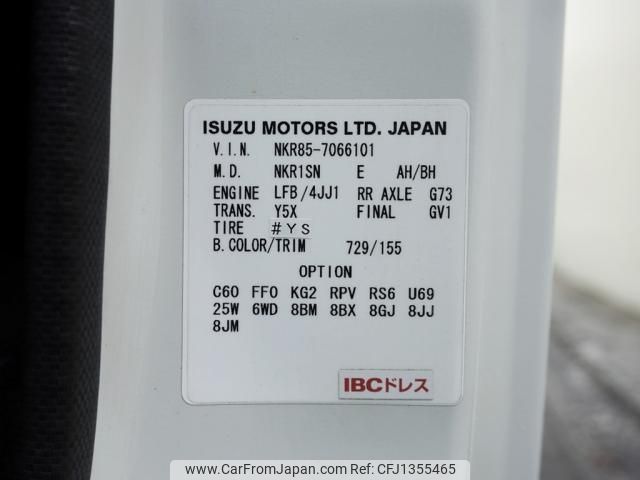 ISUZU MOTORS LTD. JAPAN
V.I.N. NKR85-7066101
M.D. NKR1SN E AH/BH
ENGINE LFB/4JJ1 RR AXLE G73
TRANS. Y5X FINAL GV1
TIRE #YS
B.COLOR/TRIM 729/155
OPTION
C60 FF0 KG2 RPV RS6 U69
25W 6WD 8BM 8BX 8GJ 8JJ
8JM
IBCドレス
www.CarFromJapan.com - CFJ1355465